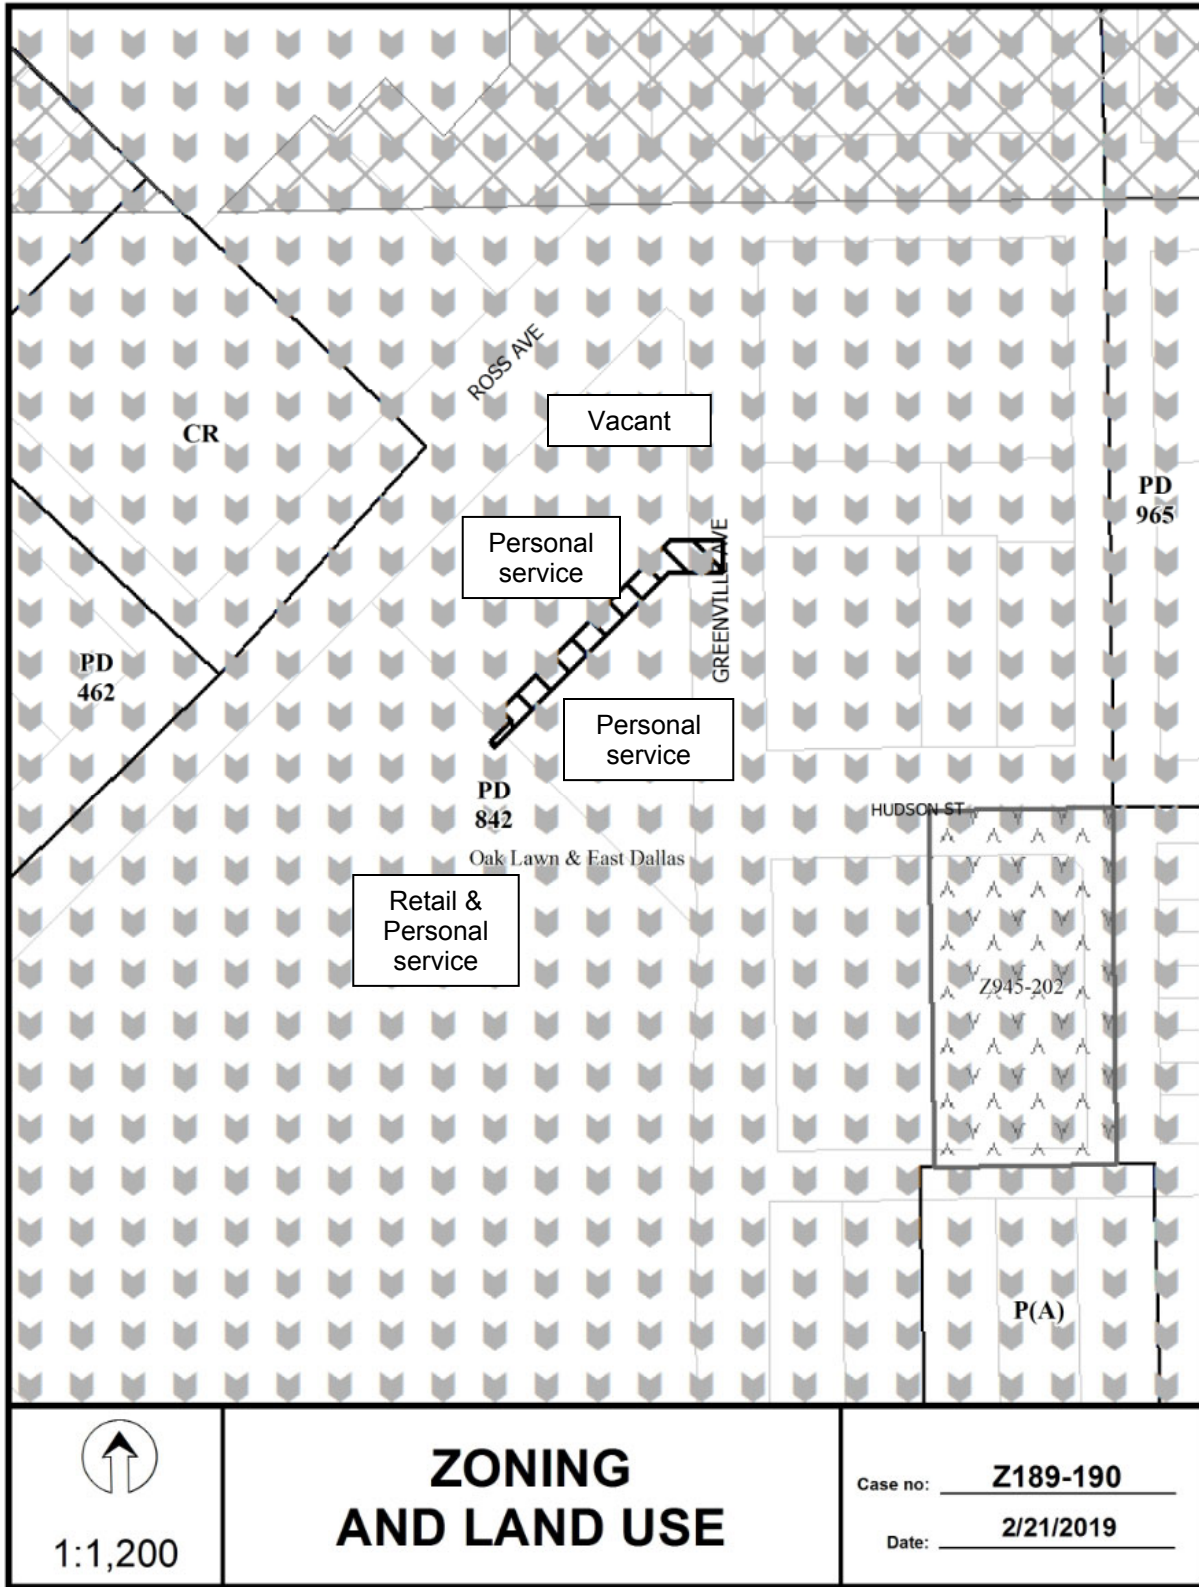 ROSS AVE
Vacant
CR
PD
965
Personal
service
GREENVILLE AVE
PD
462
Personal
service
PD
842
HUDSON ST
Oak Lawn & East Dallas
Retail &
Personal
service
Z945-202
P(A)
1:1,200
ZONING
AND LAND USE
Case no: Z189-190
Date: 2/21/2019